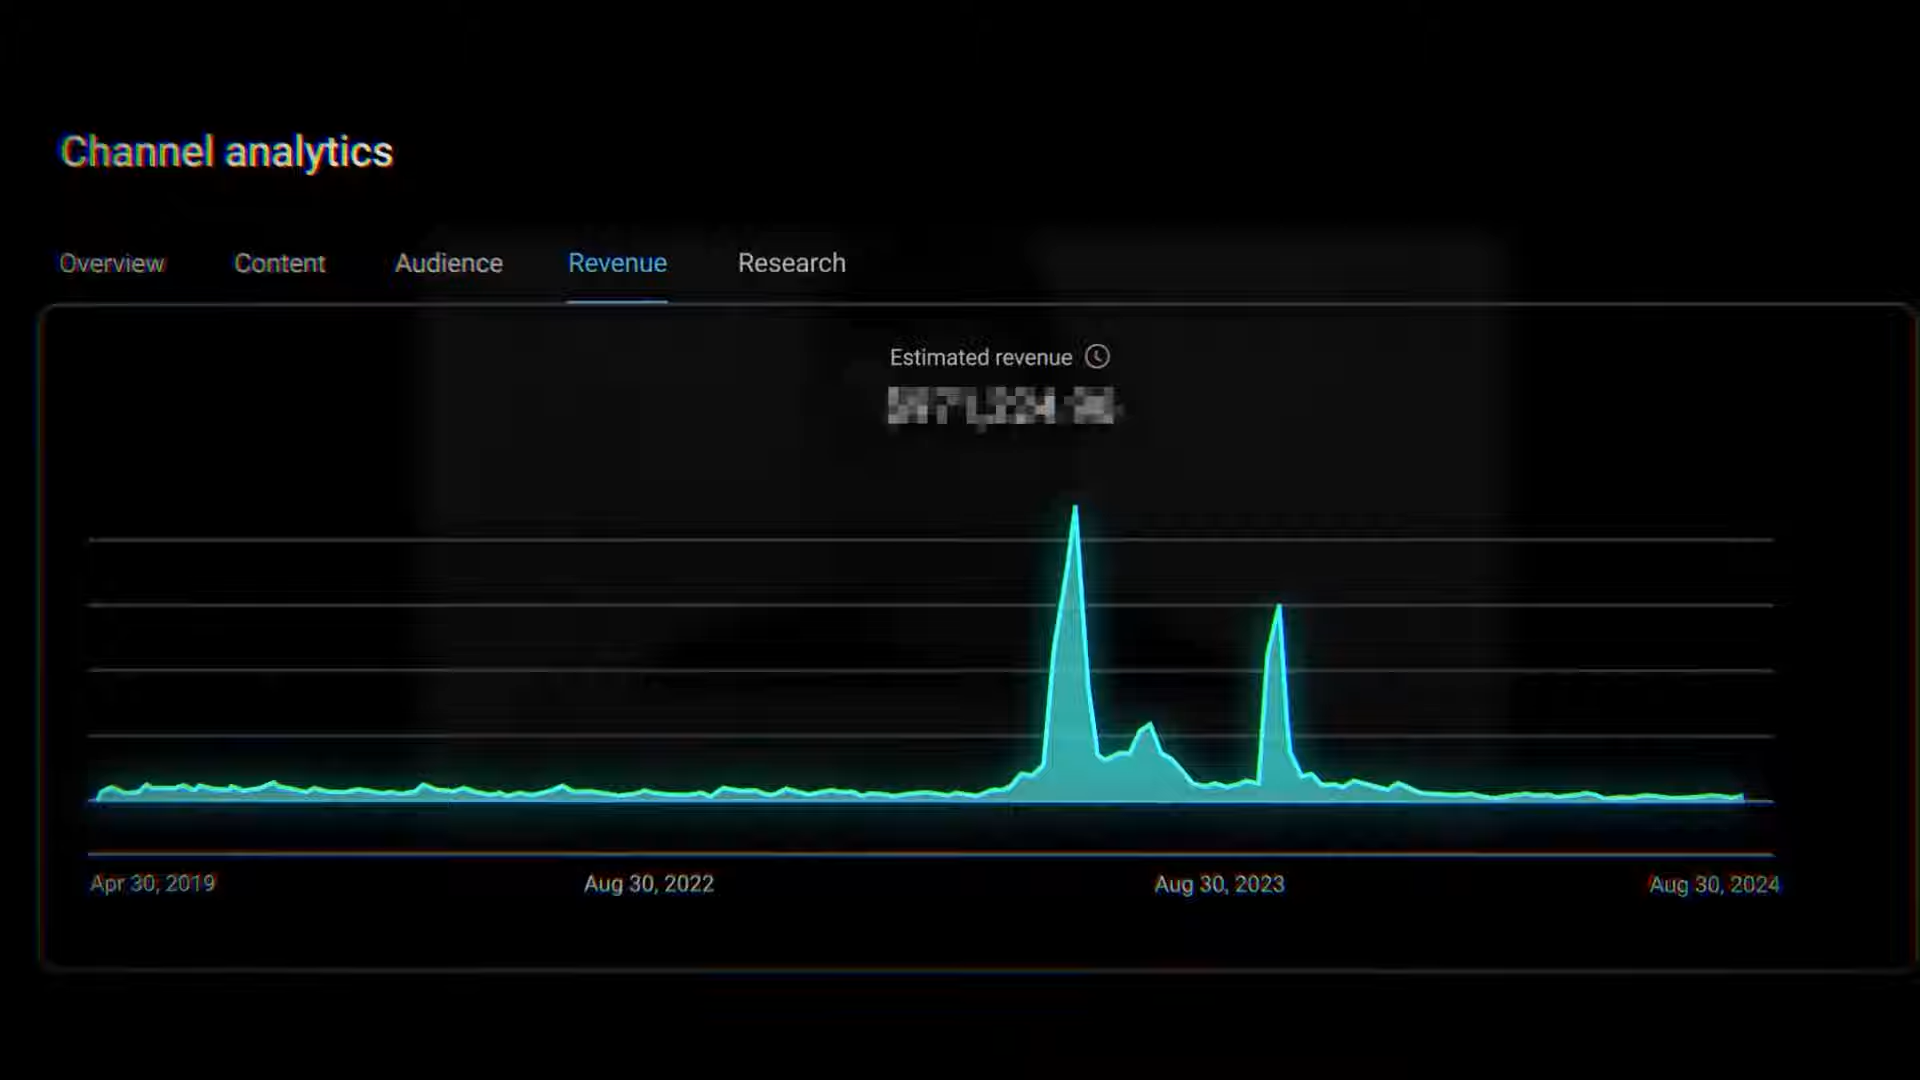 Channel analytics
Overview Content Audience Revenue Research
Estimated revenue
Apr 30, 2019 Aug 30, 2022 Aug 30, 2023 Aug 30, 2024